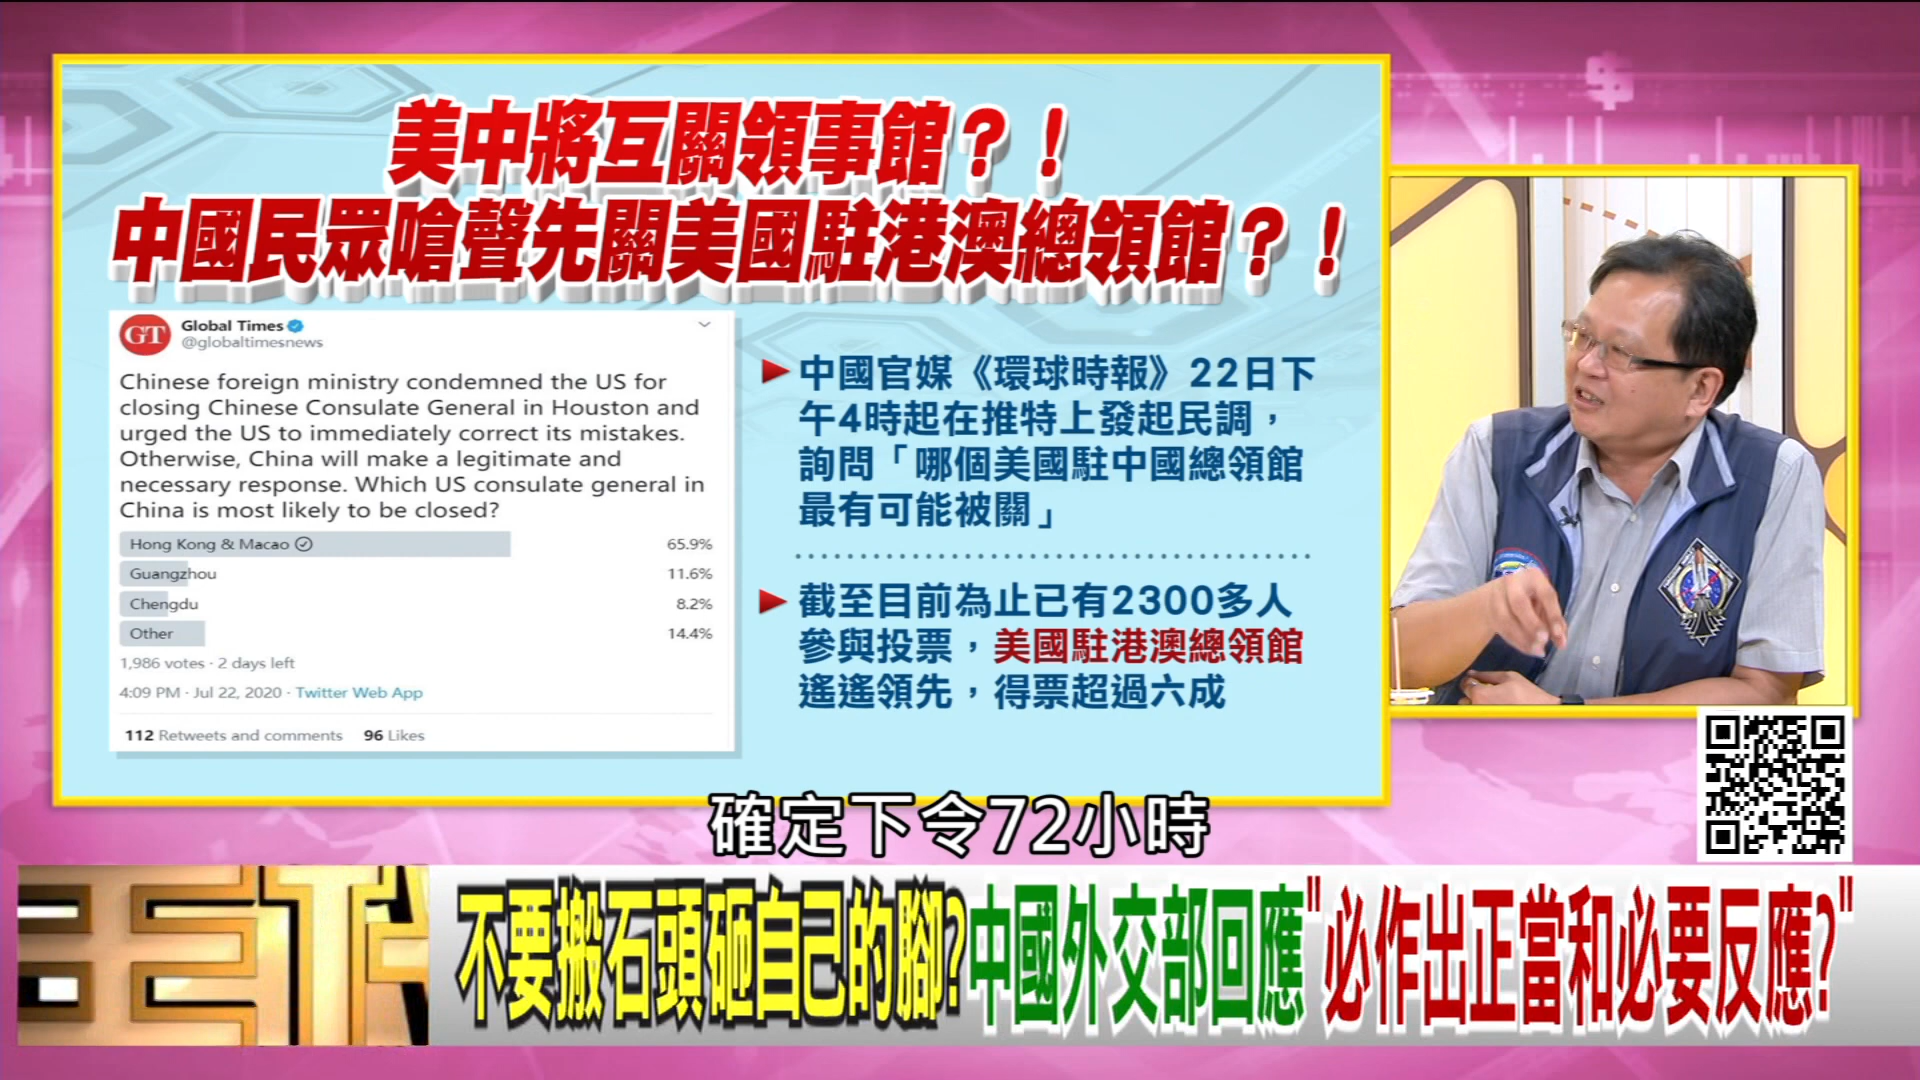 美中將互關領事館？！
中國民眾嗆聲先關美國駐港澳總領館？！
GT
Global Times
@globaltimesnews
Chinese foreign ministry condemned the US for
closing Chinese Consulate General in Houston and
urged the US to immediately correct its mistakes.
Otherwise, China will make a legitimate and
necessary response. Which US consulate general in
China is most likely to be closed?
Hong Kong & Macao 65.9%
Guangzhou 11.6%
Chengdu 8.2%
Other 14.4%
1,986 votes · 2 days left
4:09 PM · Jul 22, 2020 · Twitter Web App
112 Retweets and comments 96 Likes
中國官媒《環球時報》22日下
午4時起在推特上發起民調，
詢問「哪個美國駐中國總領館
最有可能被關」
截至目前為止已有2300多人
參與投票，美國駐港澳總領館
遙遙領先，得票超過六成
確定下令72小時
不要搬石頭砸自己的腳?中國外交部回應"必作出正當和必要反應?"